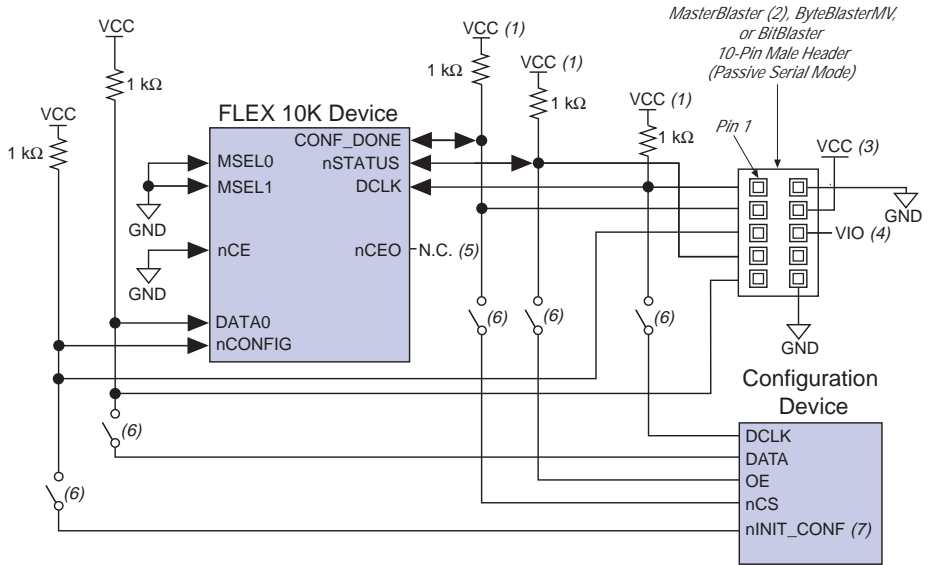 MasterBlaster (2), ByteBlasterMV,
or BitBlaster
10-Pin Male Header
(Passive Serial Mode)
VCC
VCC (1)
1 kΩ
VCC (1)
1 kΩ
1 kΩ
VCC (1)
VCC
FLEX 10K Device
1 kΩ
Pin 1
VCC (3)
1 kΩ
CONF_DONE
MSEL0
nSTATUS
MSEL1
DCLK
GND
GND
VIO (4)
nCE
nCEO
N.C. (5)
GND
(6)
(6)
(6)
DATA0
nCONFIG
GND
Configuration
Device
(6)
DCLK
DATA
OE
(6)
nCS
nINIT_CONF (7)